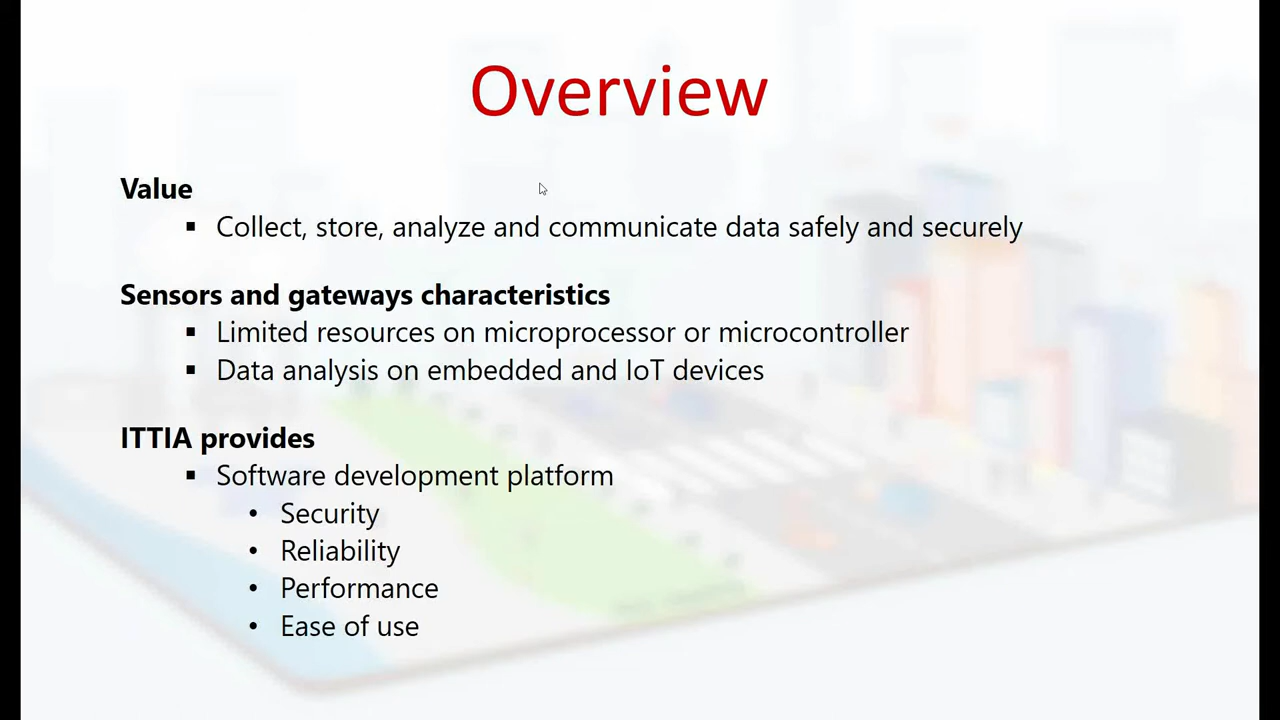 Overview
Value
▪ Collect, store, analyze and communicate data safely and securely
Sensors and gateways characteristics
▪ Limited resources on microprocessor or microcontroller
▪ Data analysis on embedded and IoT devices
ITTIA provides
▪ Software development platform
• Security
• Reliability
• Performance
• Ease of use